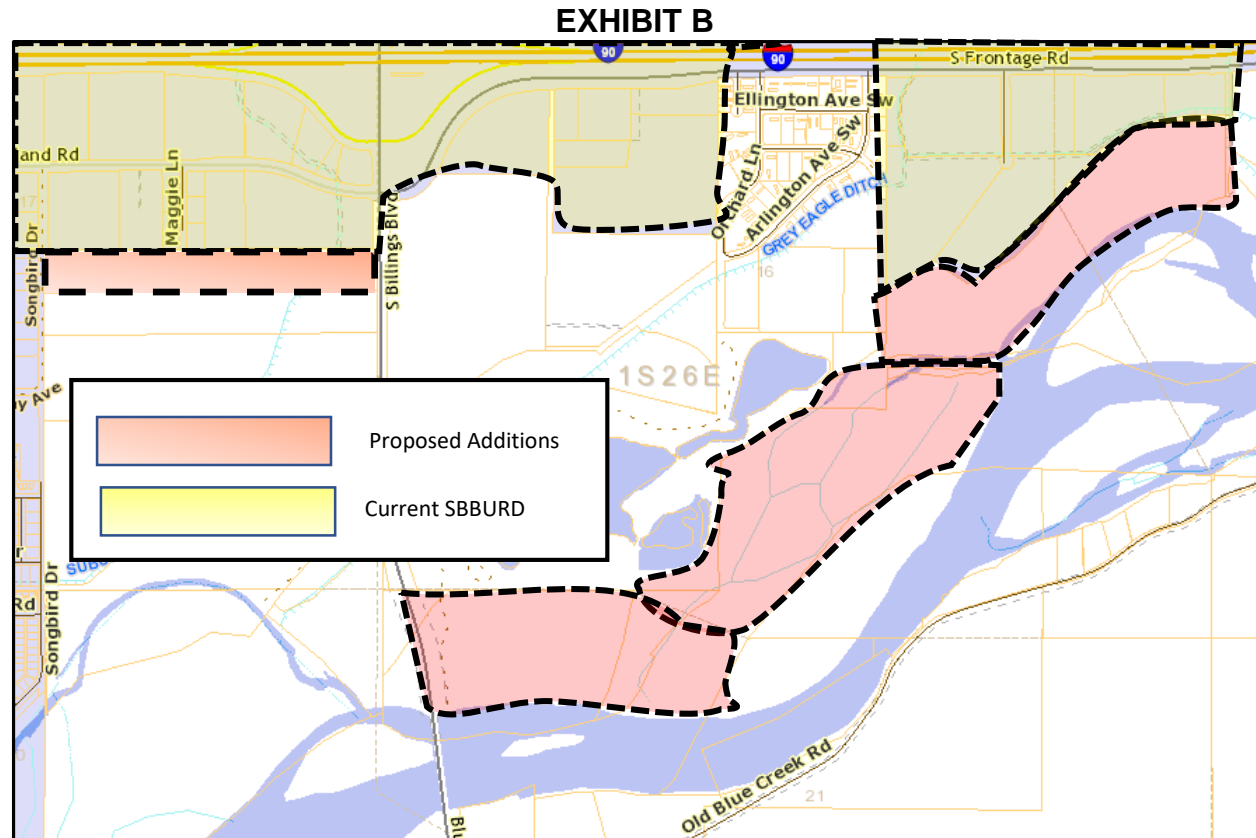 EXHIBIT B
90
90
S Frontage Rd
Ellington Ave Sw
and Rd
Maggie Ln
17
S Billings Blvd
Orchard Ln
Arlington Ave Sw
GREY EAGLE DITCH
16
Songbird Dr
1S26E
Proposed Additions
Current SBBURD
Songbird Dr
Rd
Old Blue Creek Rd
21
Blu